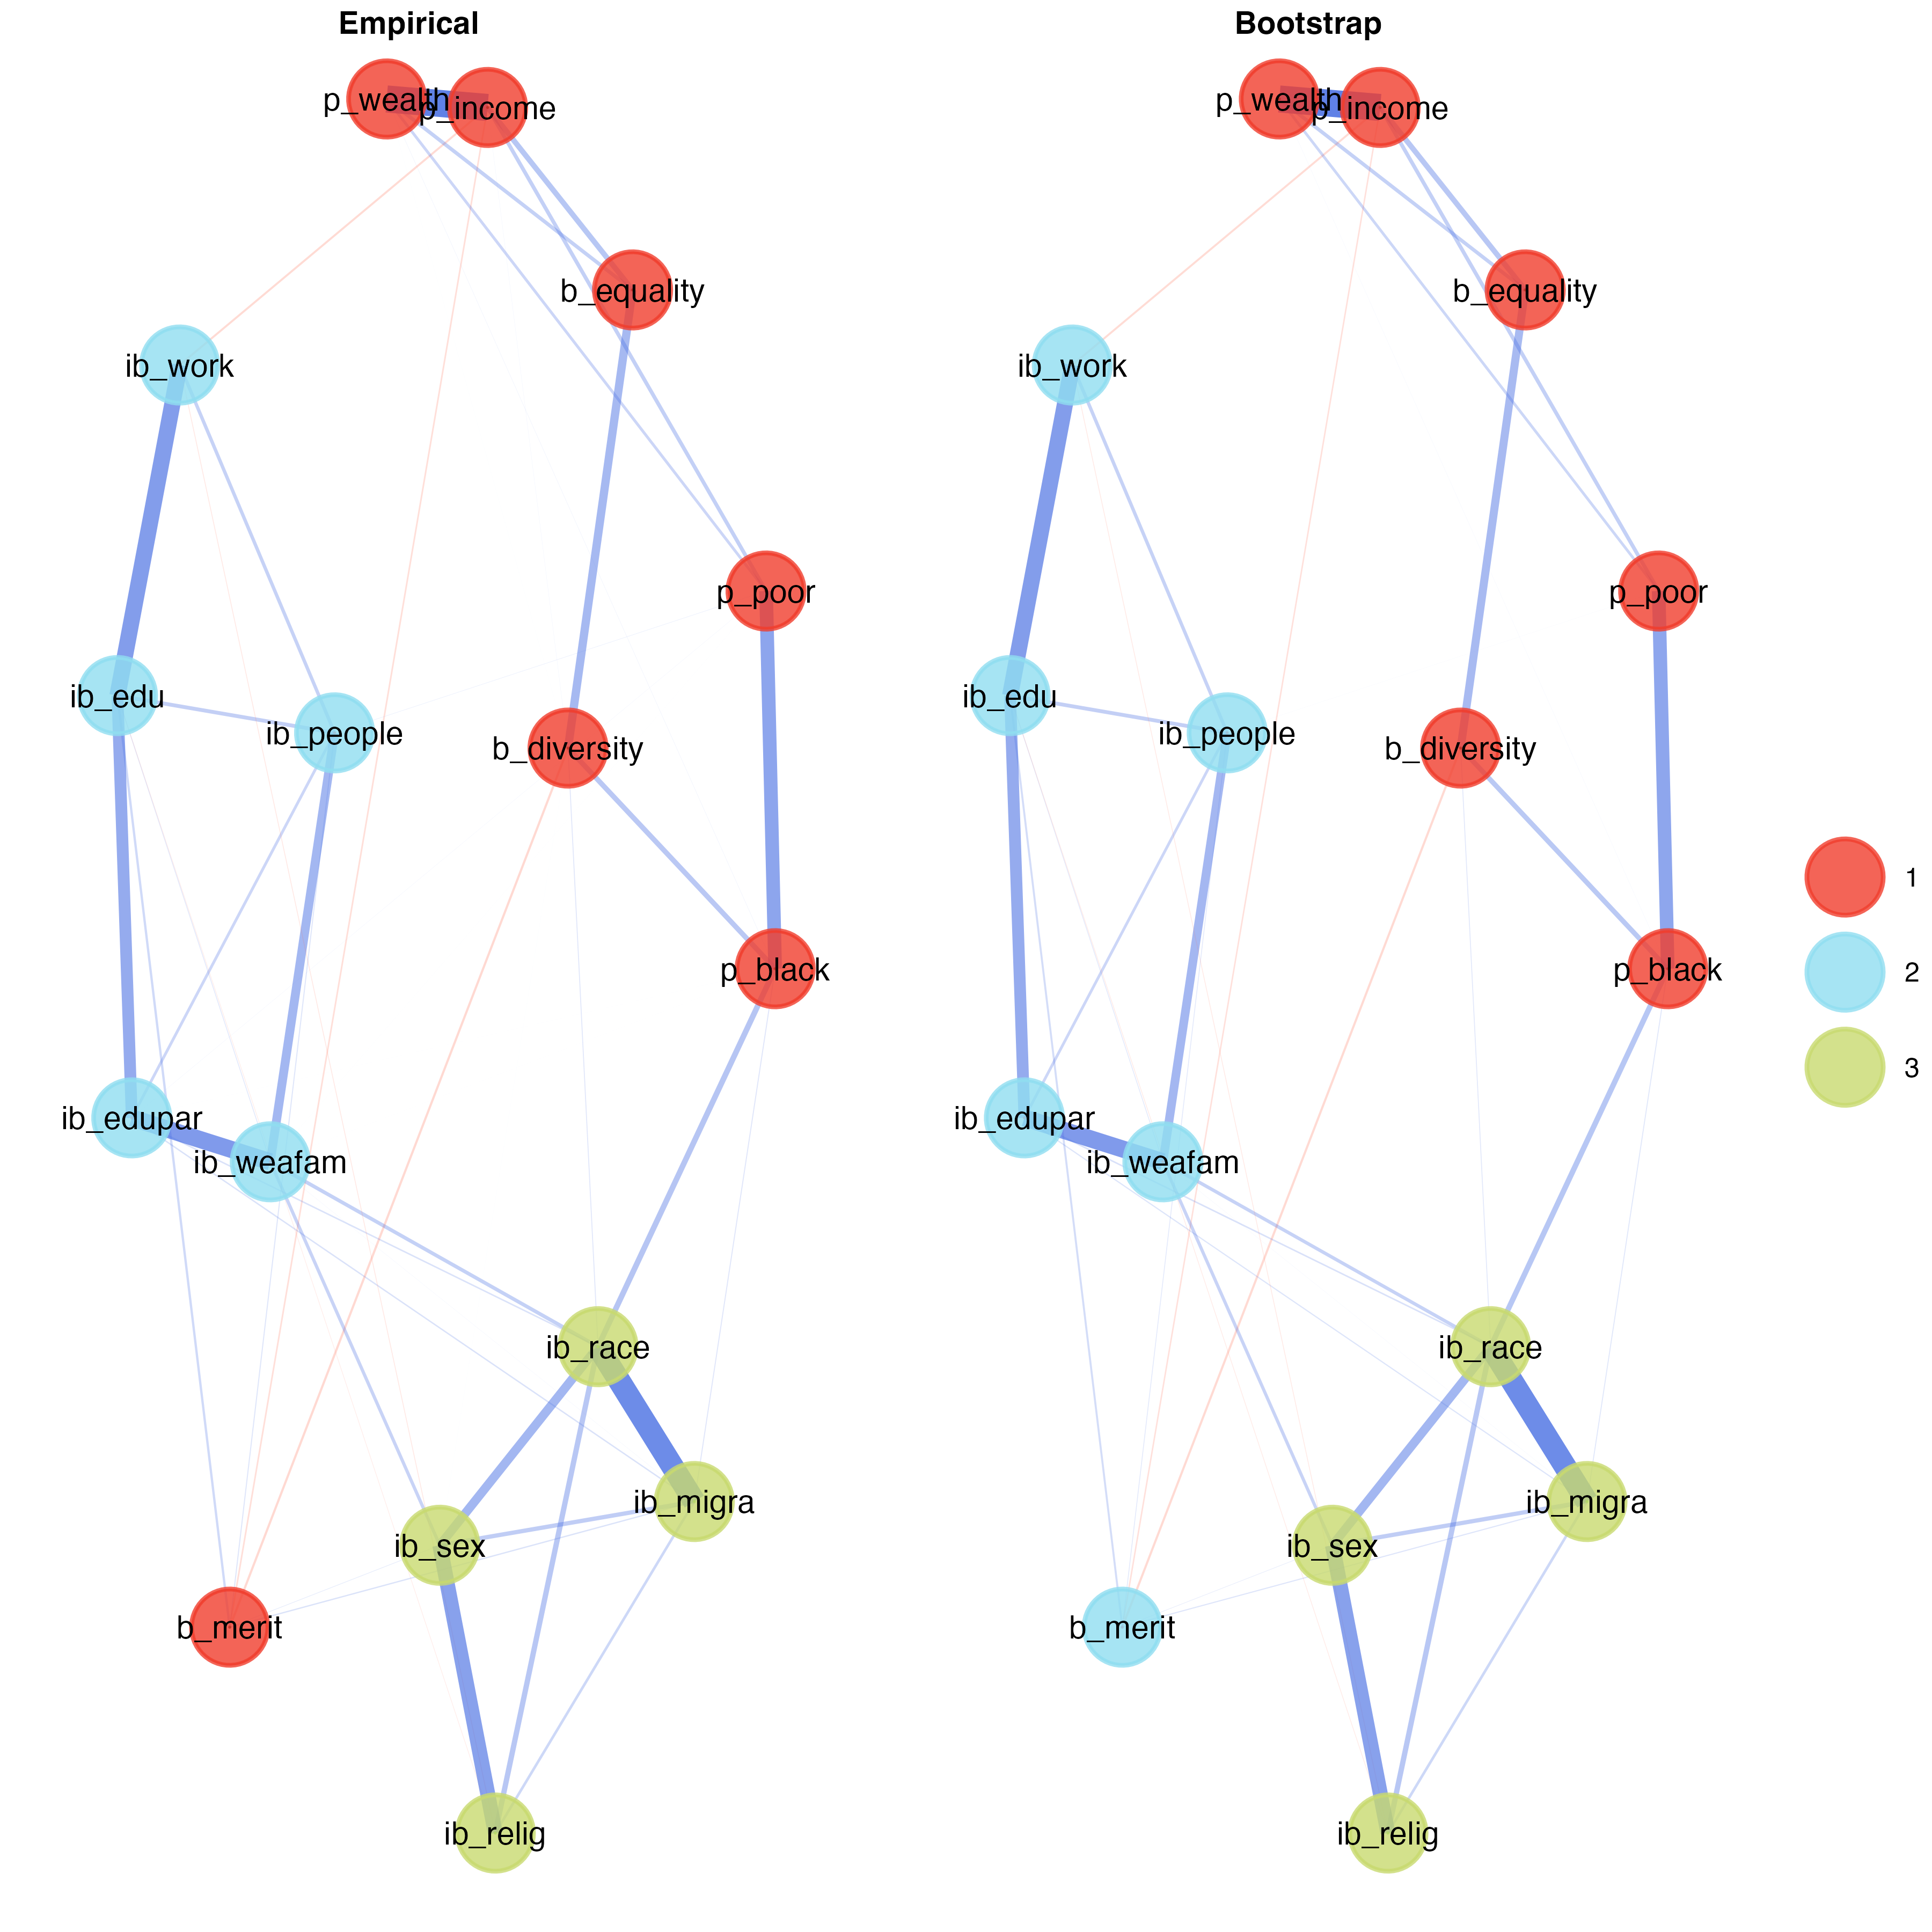 Empirical
p_wealth
p_income
b_equality
ib_work
p_poor
ib_edu
ib_people
b_diversity
p_black
ib_edupar
ib_weafam
ib_race
ib_migra
ib_sex
b_merit
ib_relig
Bootstrap
p_wealth
p_income
b_equality
ib_work
p_poor
ib_edu
ib_people
b_diversity
p_black
ib_edupar
ib_weafam
ib_race
ib_migra
ib_sex
b_merit
ib_relig
1
2
3